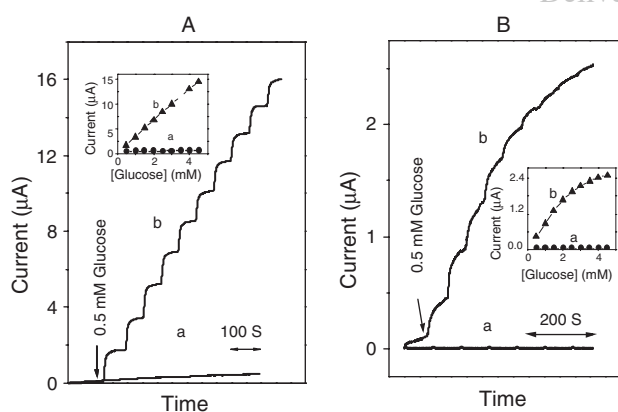 A
Current (μA)
16
12
8
4
0
Current (μA)
15
10
5
0
b
a
0
2
4
[Glucose] (mM)
b
0.5 mM Glucose
a
100 S
Time
B
Current (μA)
2
1
0
b
0.5 mM Glucose
Current (μA)
2.4
1.2
0.0
b
a
0
2
4
[Glucose] (mM)
a
200 S
Time